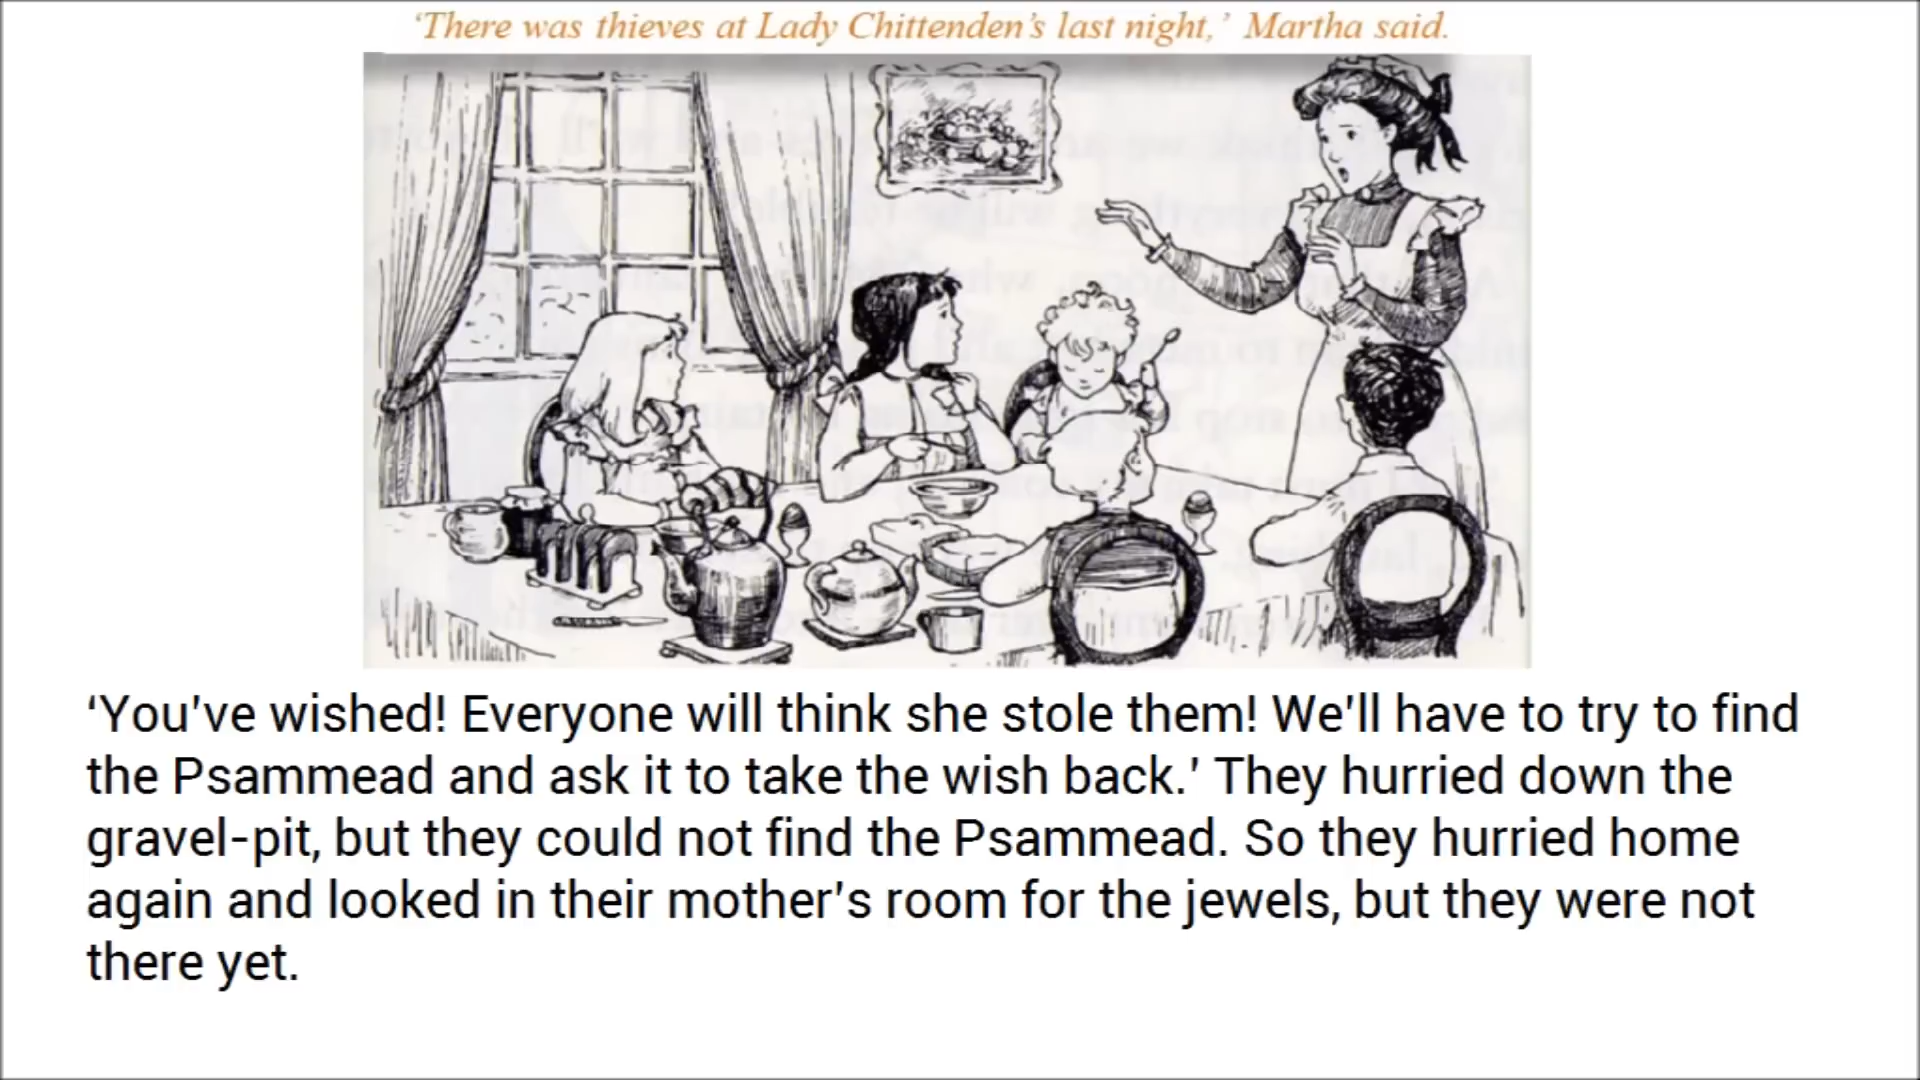 ‘There was thieves at Lady Chittenden’s last night,’ Martha said.
‘You've wished! Everyone will think she stole them! We'll have to try to find
the Psammead and ask it to take the wish back.’ They hurried down the
gravel-pit, but they could not find the Psammead. So they hurried home
again and looked in their mother's room for the jewels, but they were not
there yet.